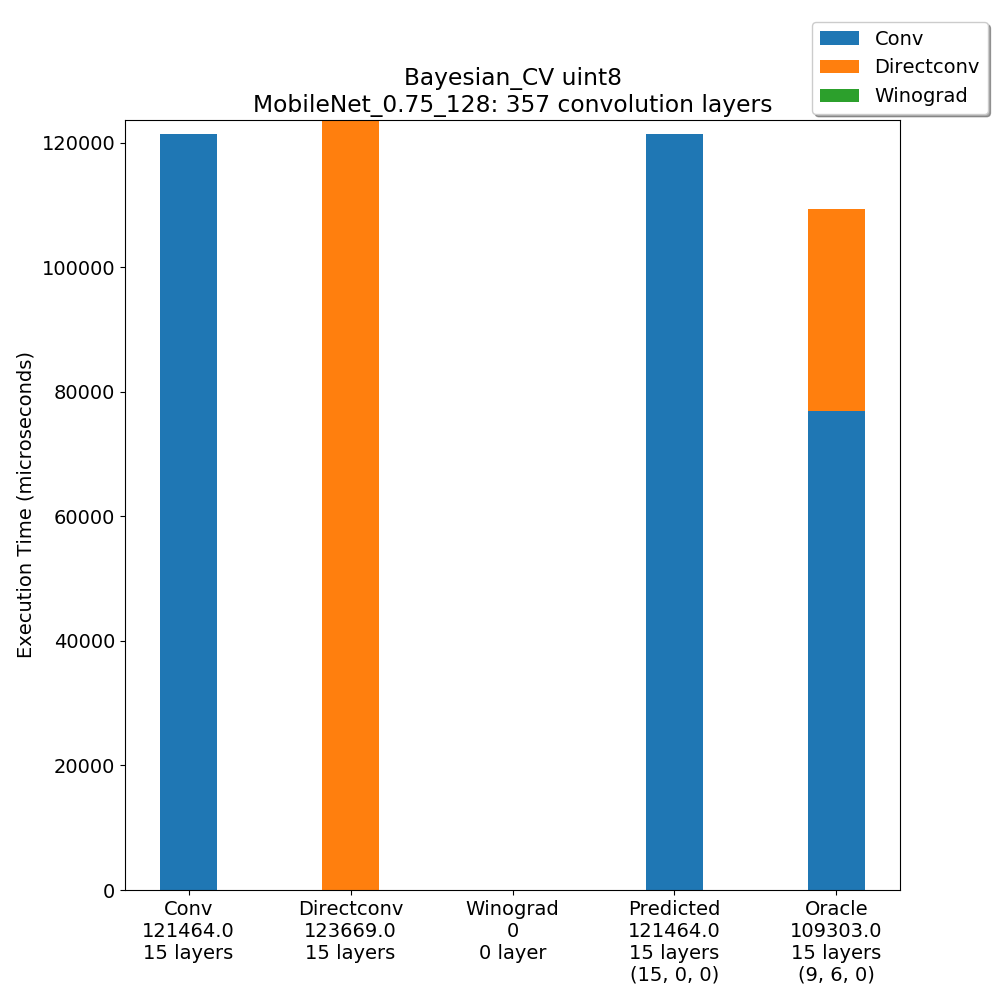 Conv
Directconv
Winograd
Bayesian_CV uint8
MobileNet_0.75_128: 357 convolution layers
Execution Time (microseconds)
120000
100000
80000
60000
40000
20000
0
Conv
121464.0
15 layers
Directconv
123669.0
15 layers
Winograd
0
0 layer
Predicted
121464.0
15 layers
(15, 0, 0)
Oracle
109303.0
15 layers
(9, 6, 0)